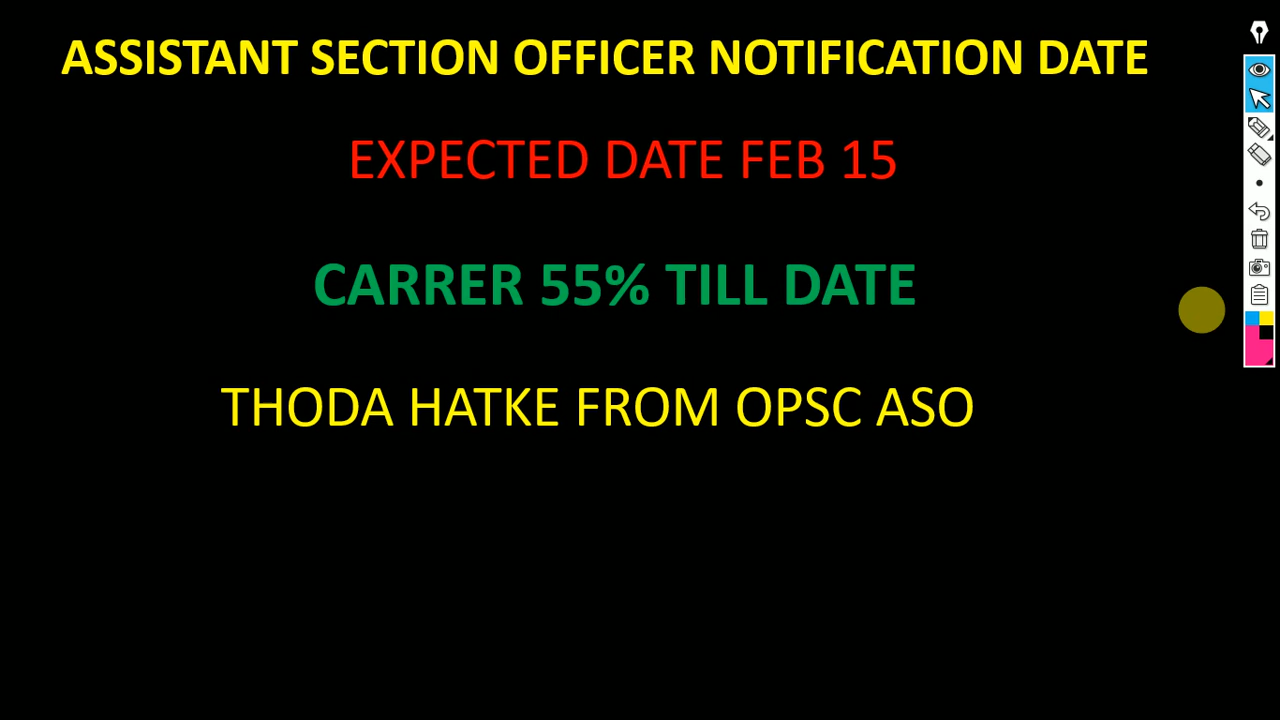 ASSISTANT SECTION OFFICER NOTIFICATION DATE
EXPECTED DATE FEB 15
CARRER 55% TILL DATE
THODA HATKE FROM OPSC ASO